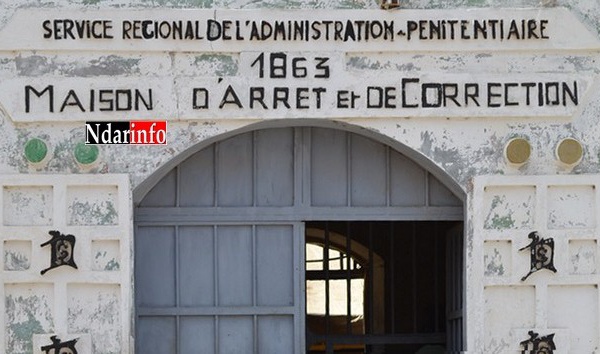 SERVICE REGIONAL DE L'ADMINISTRATION-PENITENTIAIRE
1863
MAISON D'ARRET ET DE CORRECTION
Ndarinfo